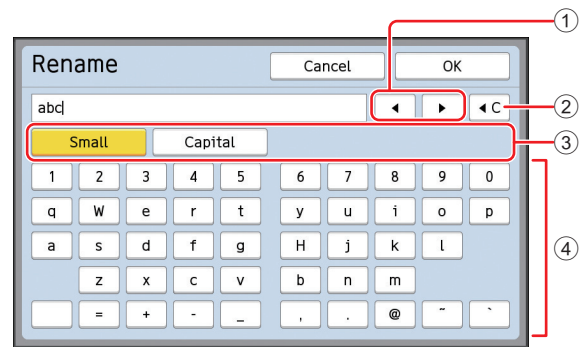 ①
Rename Cancel OK
abc ◄ ► ◄ C ②
Small Capital ③
1 2 3 4 5 6 7 8 9 0
q W e r t y u i o p
a s d f g H j k l ④
z x c v b n m
= + - _ , . @ ~ `